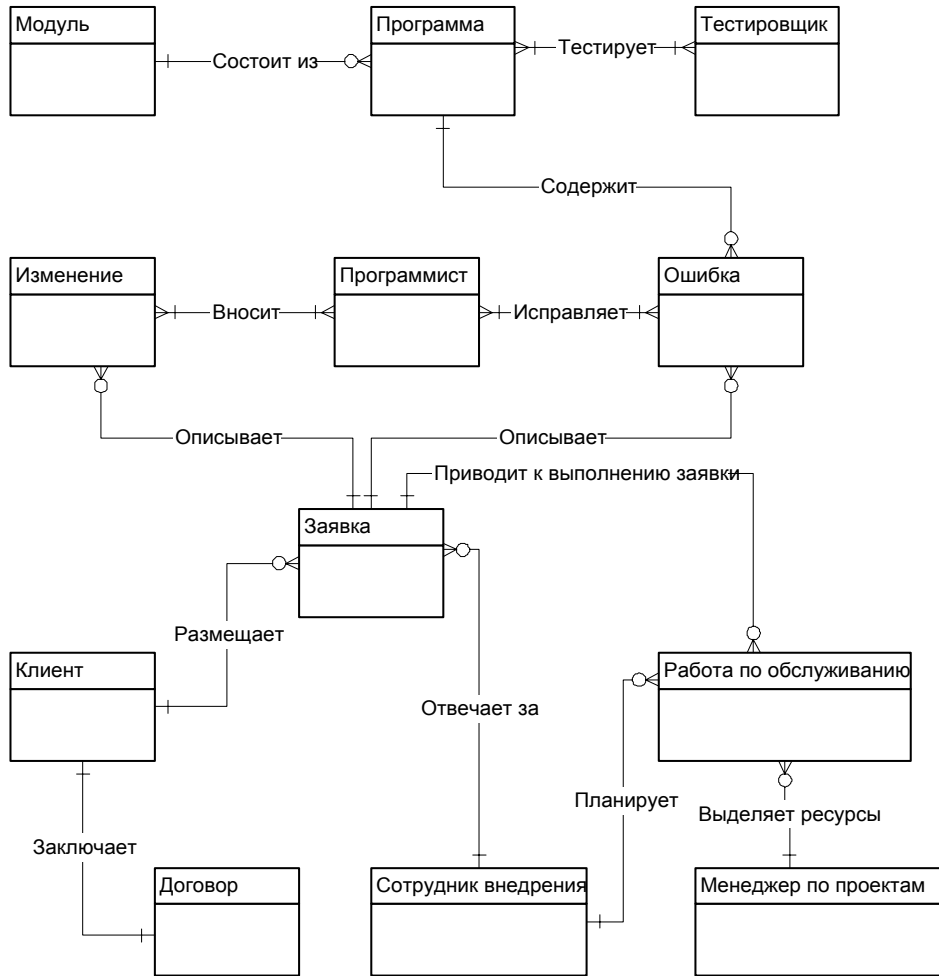 Модуль
Программа
Тестировщик
Состоит из
Тестирует
Содержит
Изменение
Программист
Ошибка
Вносит
Исправляет
Описывает
Описывает
Приводит к выполнению заявки
Заявка
Размещает
Клиент
Работа по обслуживанию
Отвечает за
Планирует
Выделяет ресурсы
Заключает
Договор
Сотрудник внедрения
Менеджер по проектам